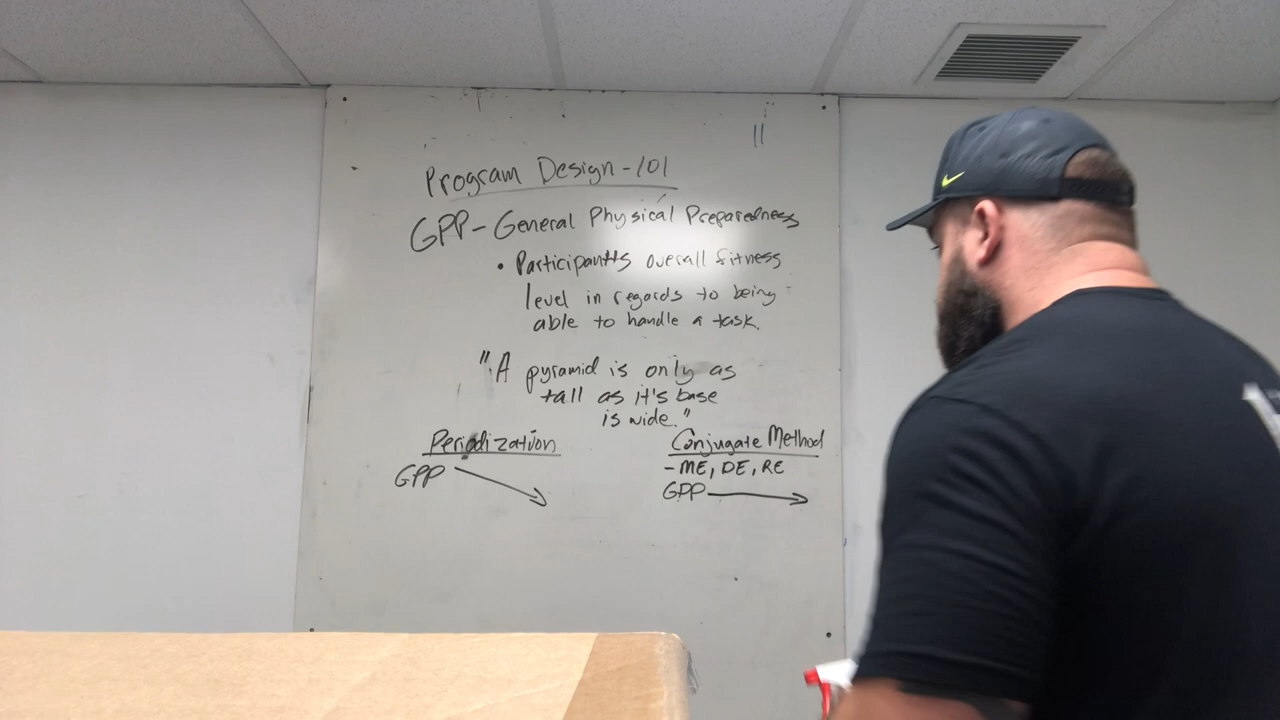 Program Design -101
GPP - General Physical Preparedness
• Participants overall fitness
level in regards to being
able to handle a task.
"A pyramid is only as
tall as it's base
is wide."
Periodization
GPP
Conjugate Method
- ME, DE, RE
GPP